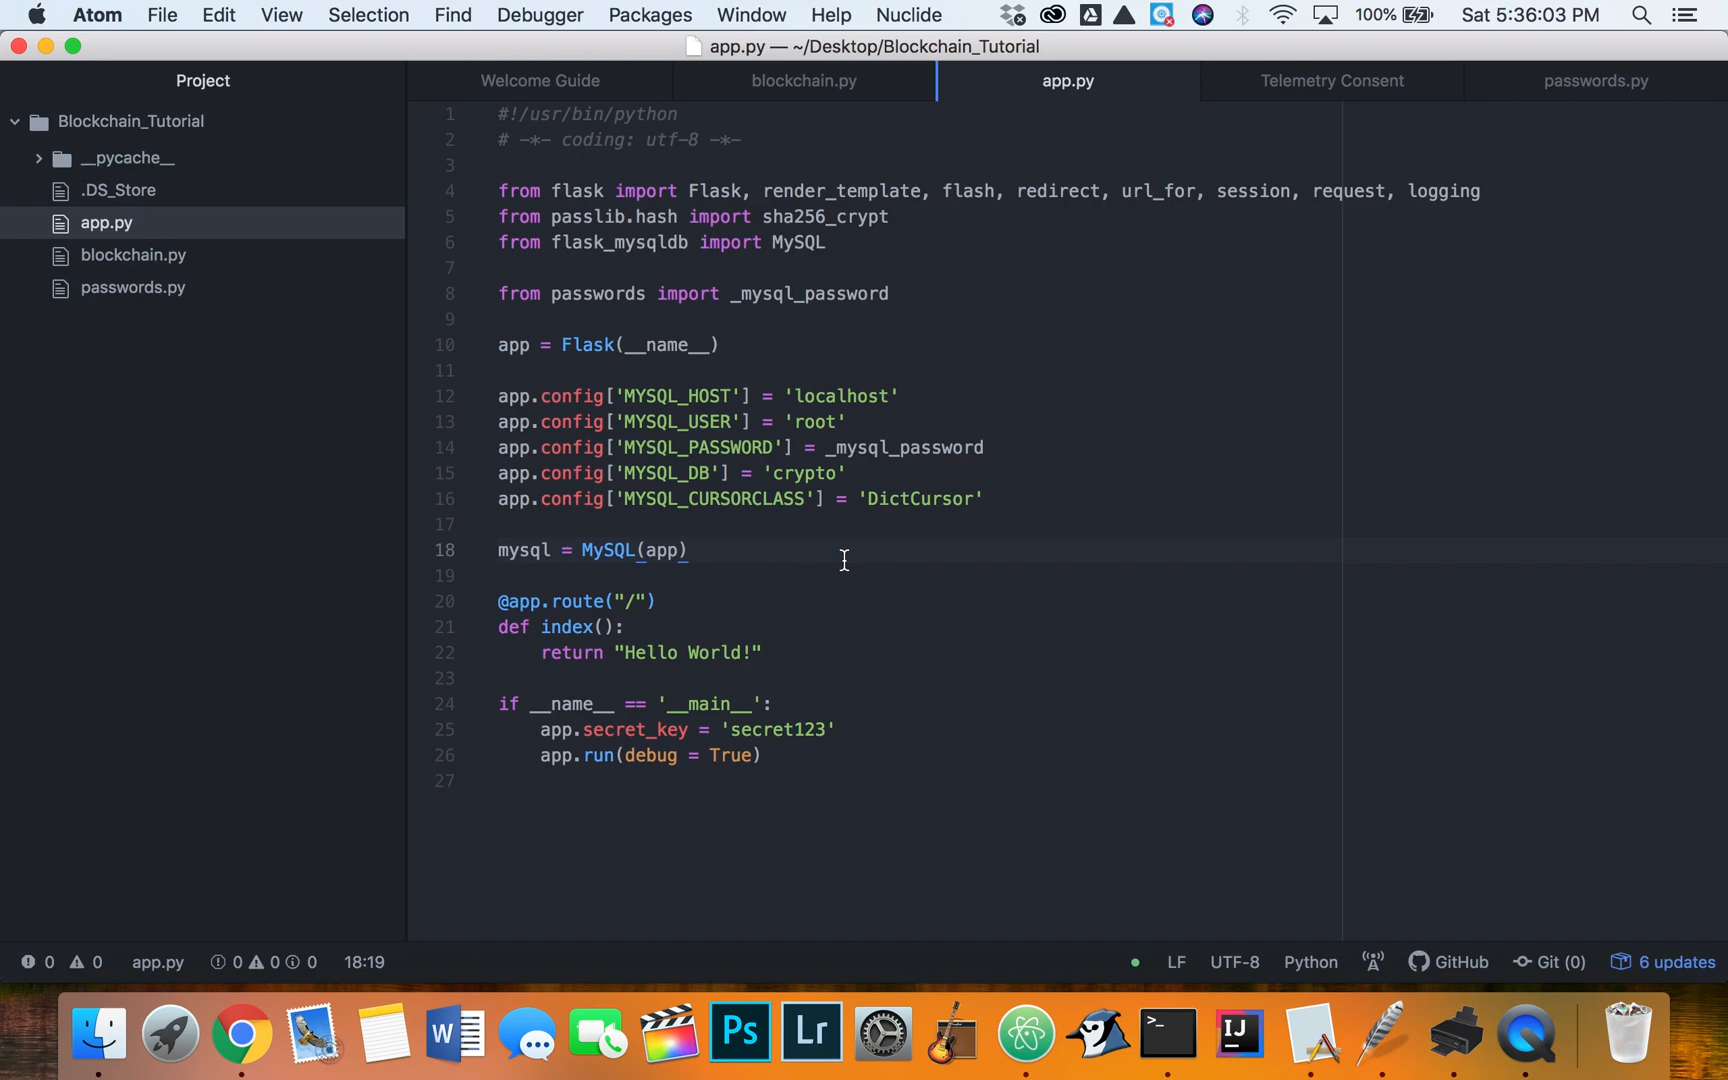 Atom File Edit View Selection Find Debugger Packages Window Help Nuclide 100% Sat 5:36:03 PM
app.py — ~/Desktop/Blockchain_Tutorial
Project Welcome Guide blockchain.py app.py Telemetry Consent passwords.py
Blockchain_Tutorial
__pycache__
.DS_Store
app.py
blockchain.py
passwords.py
1 #!/usr/bin/python
2 # -*- coding: utf-8 -*-
3
4 from flask import Flask, render_template, flash, redirect, url_for, session, request, logging
5 from passlib.hash import sha256_crypt
6 from flask_mysqldb import MySQL
7
8 from passwords import _mysql_password
9
10 app = Flask(__name__)
11
12 app.config['MYSQL_HOST'] = 'localhost'
13 app.config['MYSQL_USER'] = 'root'
14 app.config['MYSQL_PASSWORD'] = _mysql_password
15 app.config['MYSQL_DB'] = 'crypto'
16 app.config['MYSQL_CURSORCLASS'] = 'DictCursor'
17
18 mysql = MySQL(app)
19
20 @app.route("/")
21 def index():
22 return "Hello World!"
23
24 if __name__ == '__main__':
25 app.secret_key = 'secret123'
26 app.run(debug = True)
27
0 0 app.py 0 0 0 18:19 LF UTF-8 Python GitHub Git (0) 6 updates
W Ps Lr >_ IJ